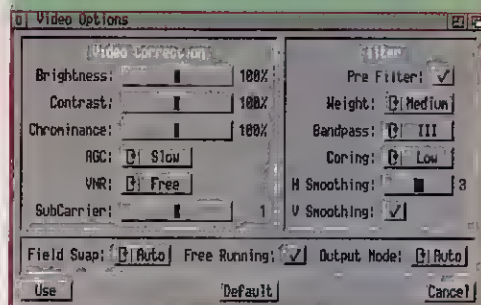 Video Options
Video correction
Brightness: 100%
Contrast: 100%
Chrominance: 100%
AGC: Slow
VNR: Free
SubCarrier: 1
Filter
Pre Filter:
Weight: Medium
Bandpass: III
Coring: Low
H Smoothing: 3
V Smoothing:
Field Swap: Auto Free Running: Output Mode: Auto
Use Default Cancel